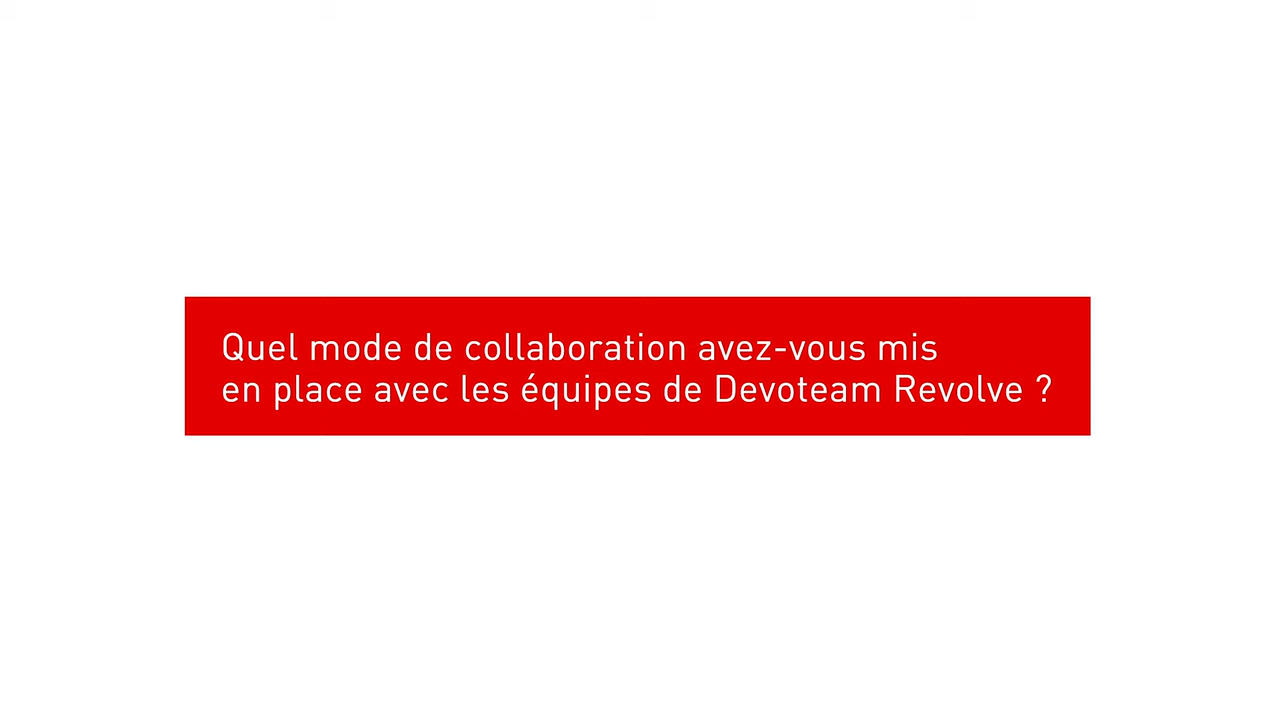 Quel mode de collaboration avez-vous mis
en place avec les équipes de Devoteam Revolve ?